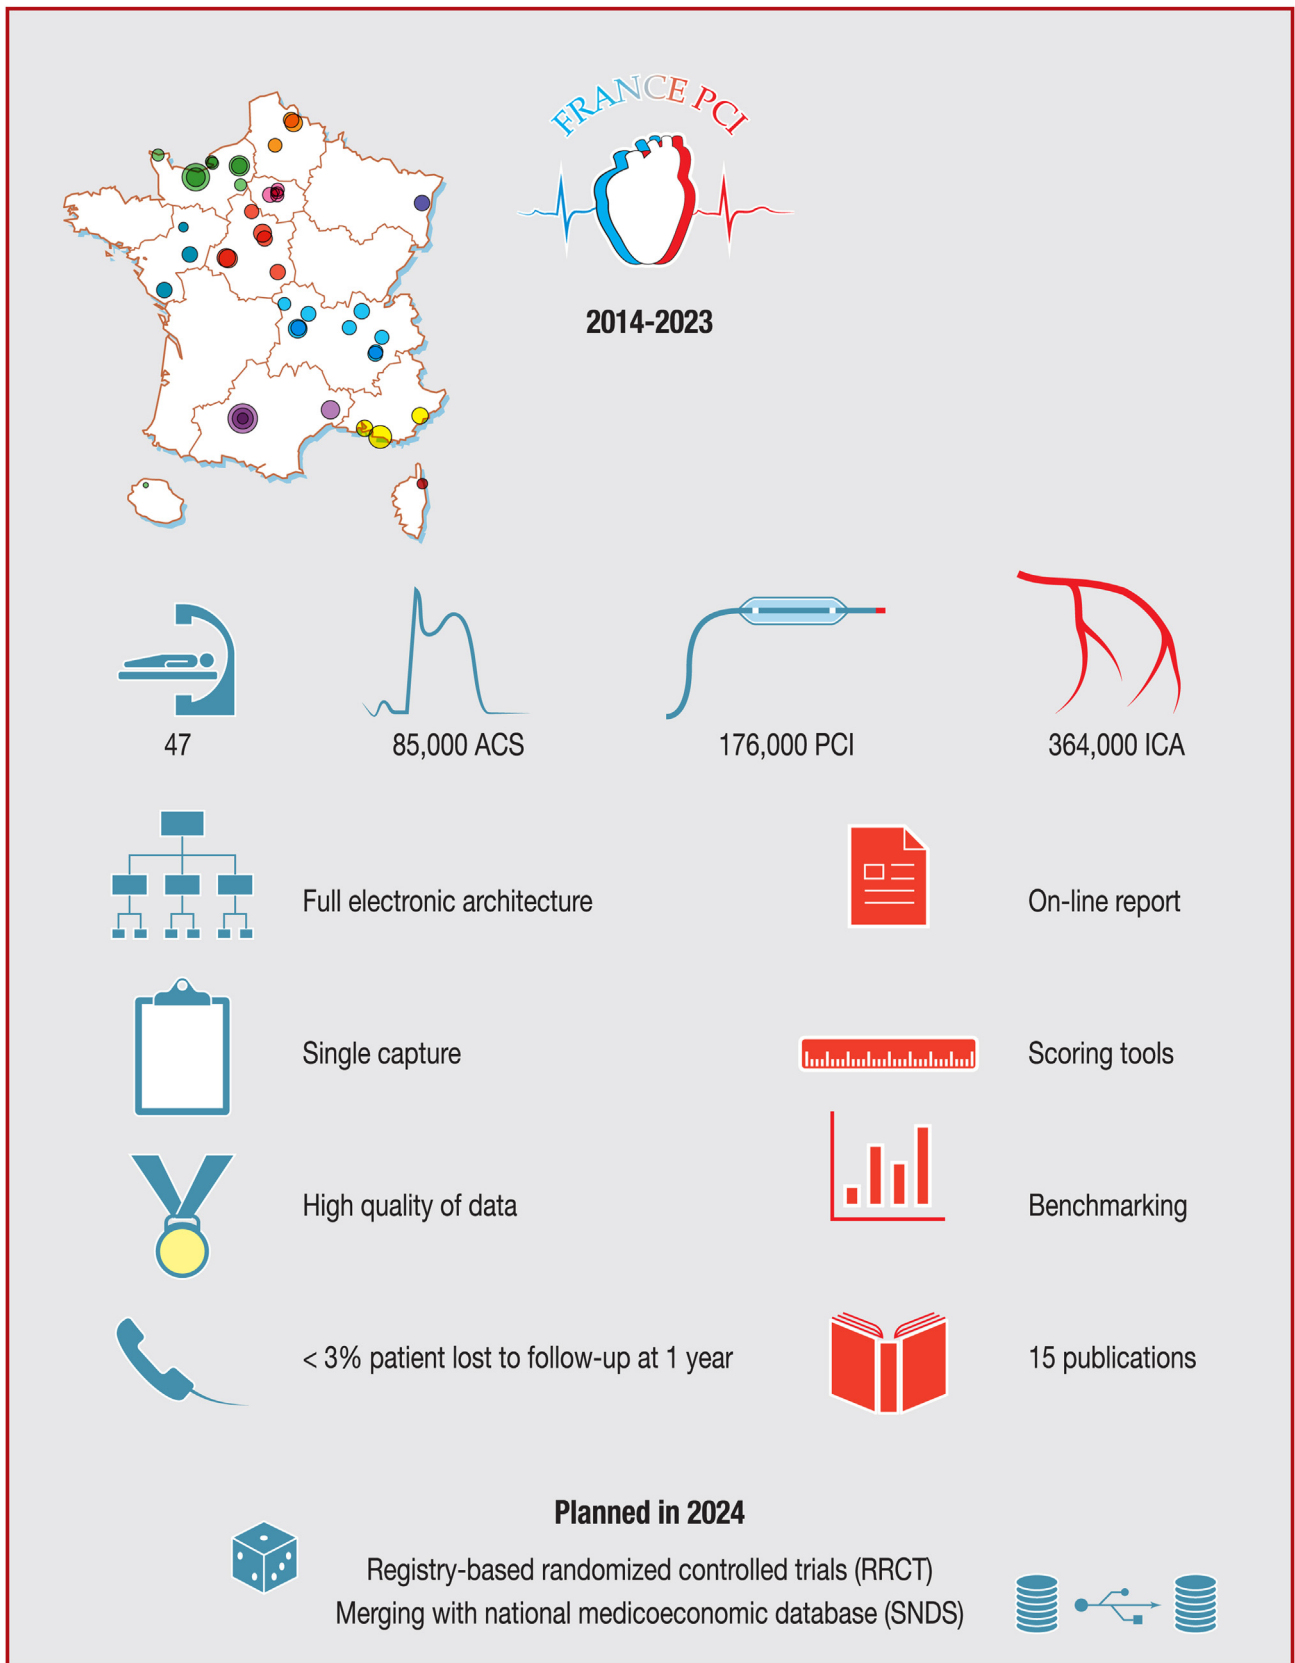 FRANCE PCI
2014-2023
47
85,000 ACS
176,000 PCI
364,000 ICA
Full electronic architecture
On-line report
Single capture
Scoring tools
High quality of data
Benchmarking
< 3% patient lost to follow-up at 1 year
15 publications
Planned in 2024
Registry-based randomized controlled trials (RRCT)
Merging with national medicoeconomic database (SNDS)